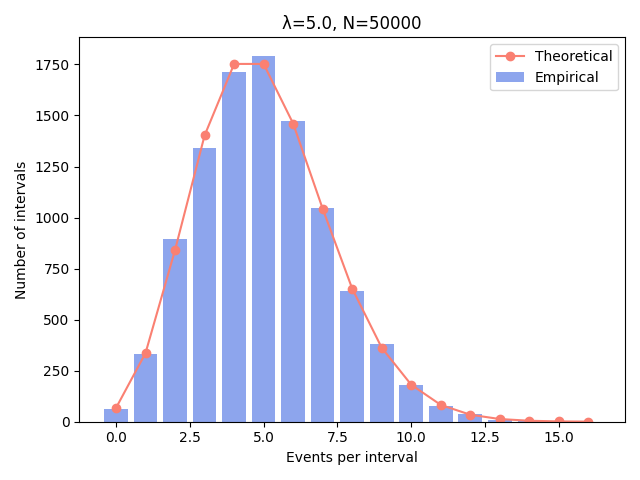 λ=5.0, N=50000
Theoretical
Empirical
Number of intervals
1750
1500
1250
1000
750
500
250
0
0.0 2.5 5.0 7.5 10.0 12.5 15.0
Events per interval